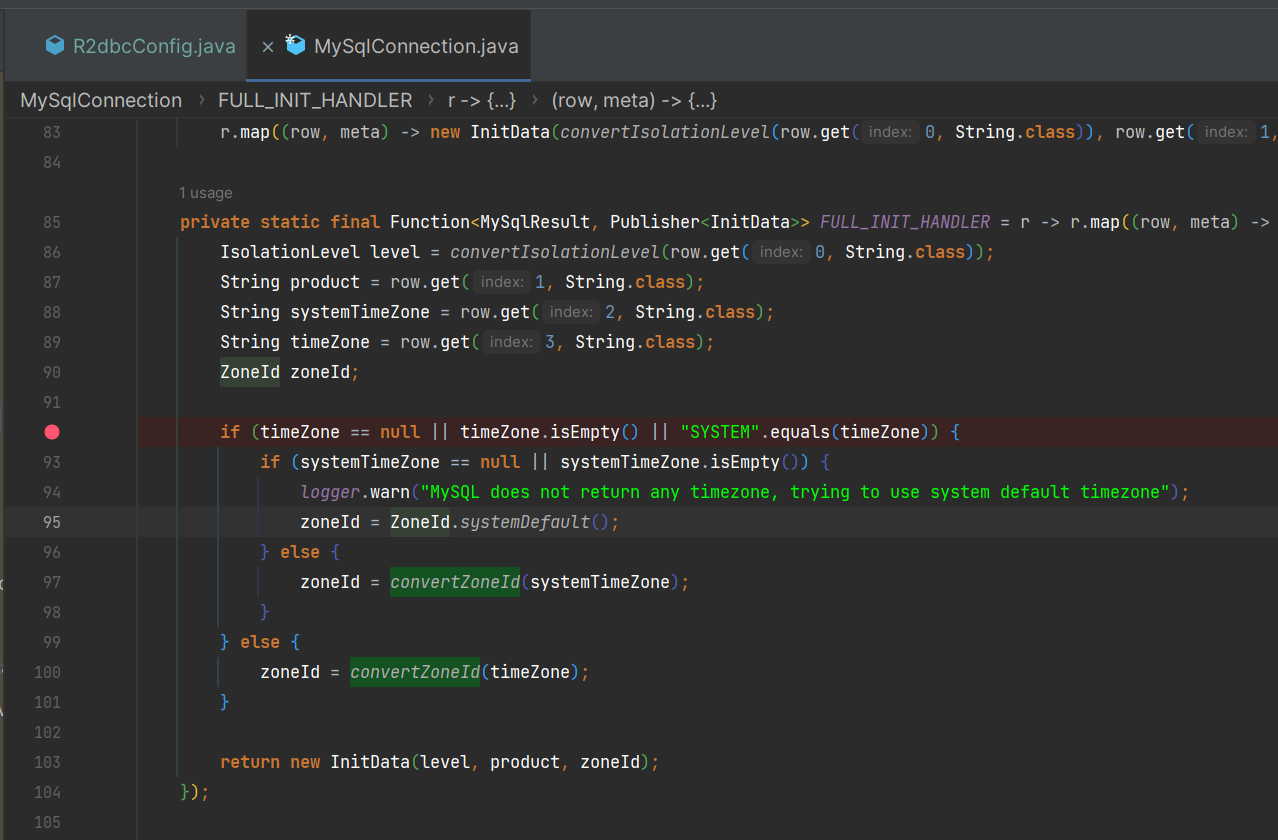 R2dbcConfig.java × MySqlConnection.java
MySqlConnection › FULL_INIT_HANDLER › r -> {...} › (row, meta) -> {...}
83 r.map((row, meta) -> new InitData(convertIsolationLevel(row.get( index: 0, String.class)), row.get( index: 1,
84
1 usage
85 private static final Function<MySqlResult, Publisher<InitData>> FULL_INIT_HANDLER = r -> r.map((row, meta) ->
86 IsolationLevel level = convertIsolationLevel(row.get( index: 0, String.class));
87 String product = row.get( index: 1, String.class);
88 String systemTimeZone = row.get( index: 2, String.class);
89 String timeZone = row.get( index: 3, String.class);
90 ZoneId zoneId;
91
if (timeZone == null || timeZone.isEmpty() || "SYSTEM".equals(timeZone)) {
93 if (systemTimeZone == null || systemTimeZone.isEmpty()) {
94 logger.warn("MySQL does not return any timezone, trying to use system default timezone");
95 zoneId = ZoneId.systemDefault();
96 } else {
97 zoneId = convertZoneId(systemTimeZone);
98 }
99 } else {
100 zoneId = convertZoneId(timeZone);
101 }
102
103 return new InitData(level, product, zoneId);
104 });
105